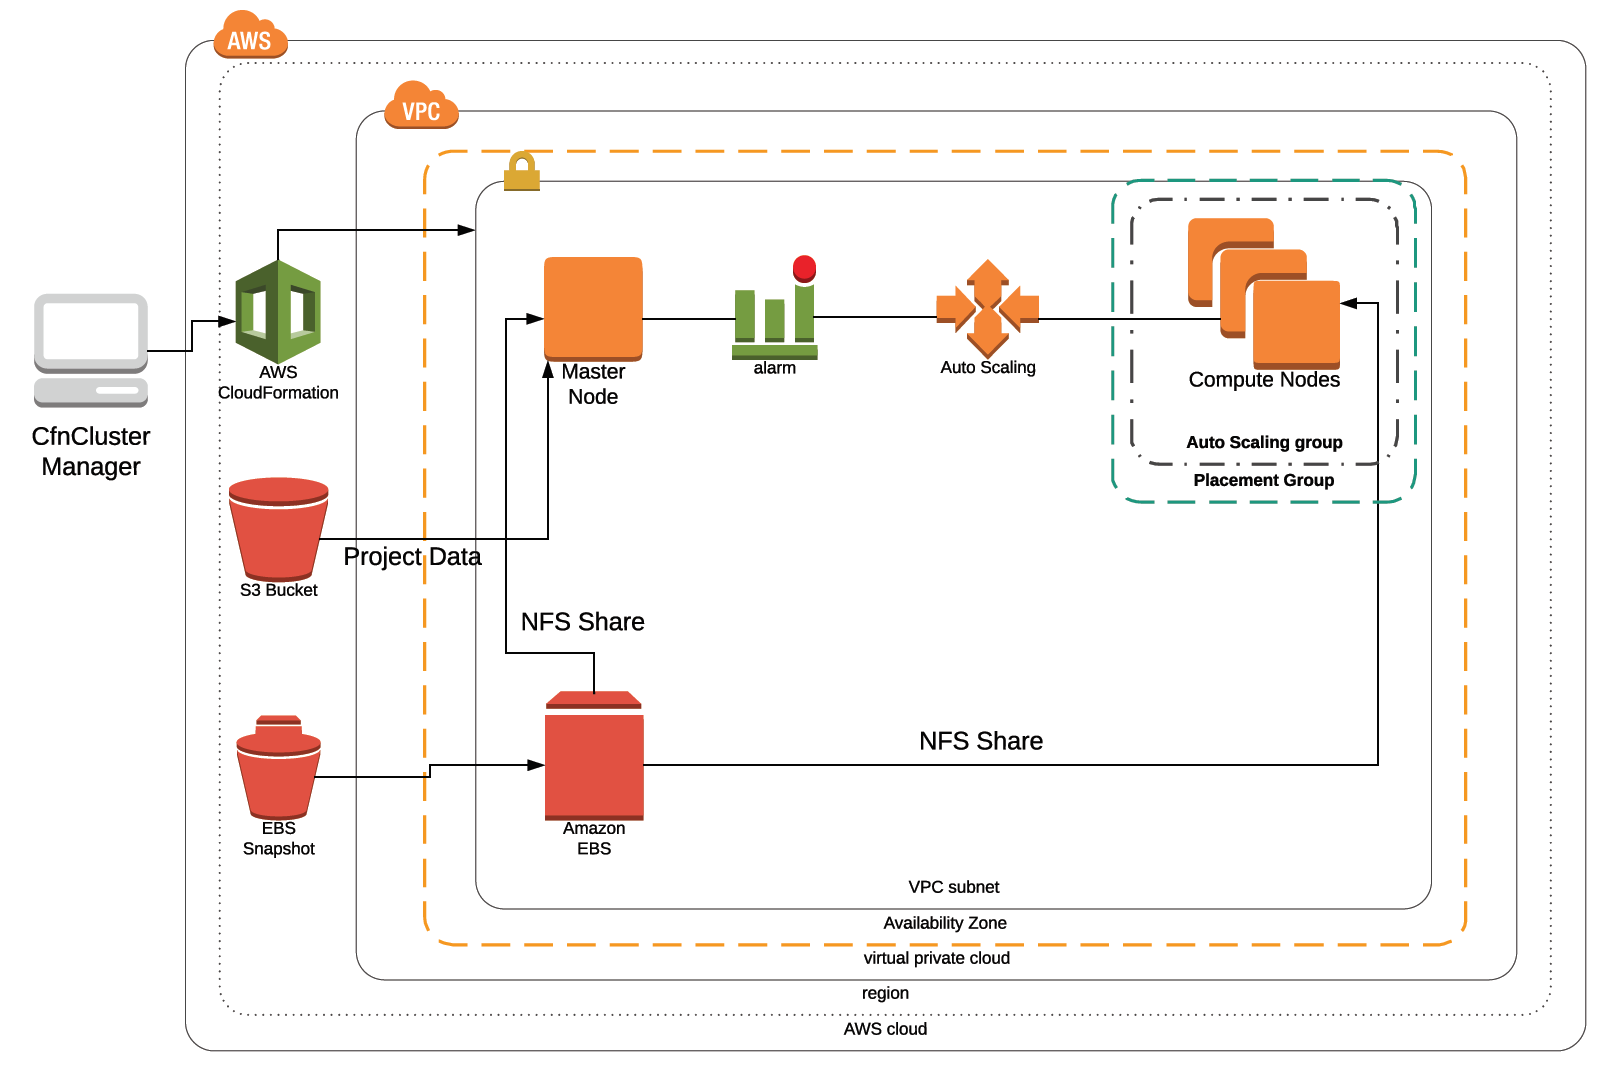 AWS
VPC
AWS
CloudFormation
CfnCluster
Manager
Master
Node
alarm
Auto Scaling
Compute Nodes
Auto Scaling group
Placement Group
Project Data
S3 Bucket
NFS Share
NFS Share
EBS
Snapshot
Amazon
EBS
VPC subnet
Availability Zone
virtual private cloud
region
AWS cloud